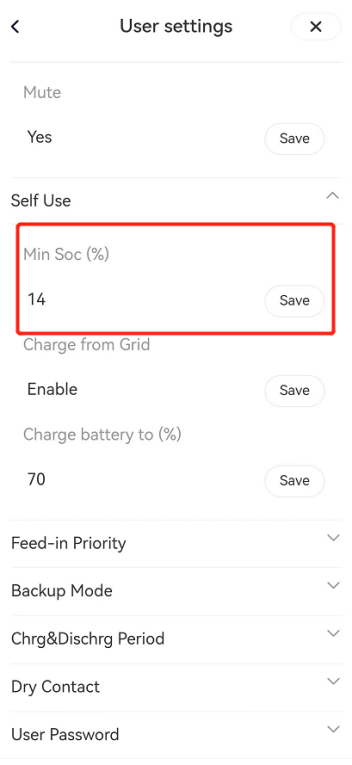 User settings
Mute
Yes
Save
Self Use
Min Soc (%)
14
Save
Charge from Grid
Enable
Save
Charge battery to (%)
70
Save
Feed-in Priority
Backup Mode
Chrg&Dischrg Period
Dry Contact
User Password